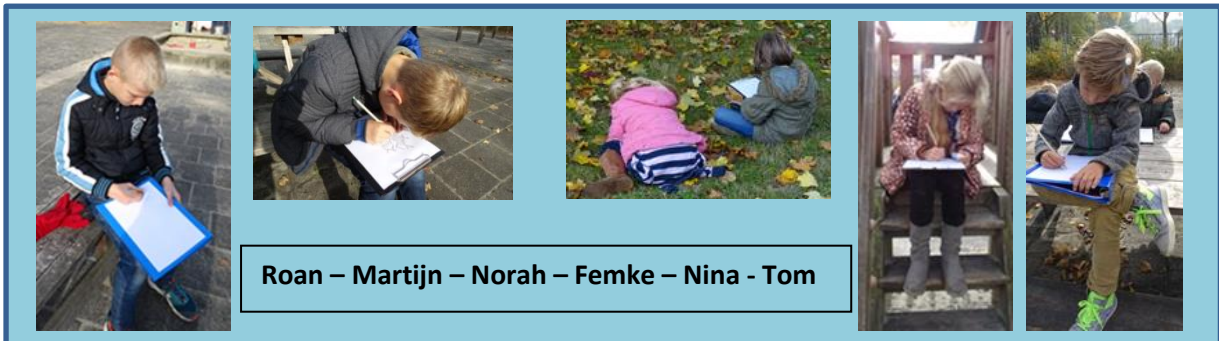 Roan – Martijn – Norah – Femke – Nina - Tom